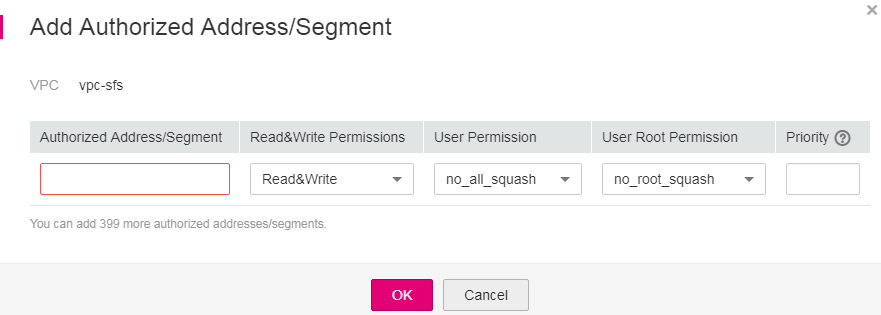 Add Authorized Address/Segment
VPC vpc-sfs
Authorized Address/Segment Read&Write Permissions User Permission User Root Permission Priority ?
Read&Write no_all_squash no_root_squash
You can add 399 more authorized addresses/segments.
OK Cancel